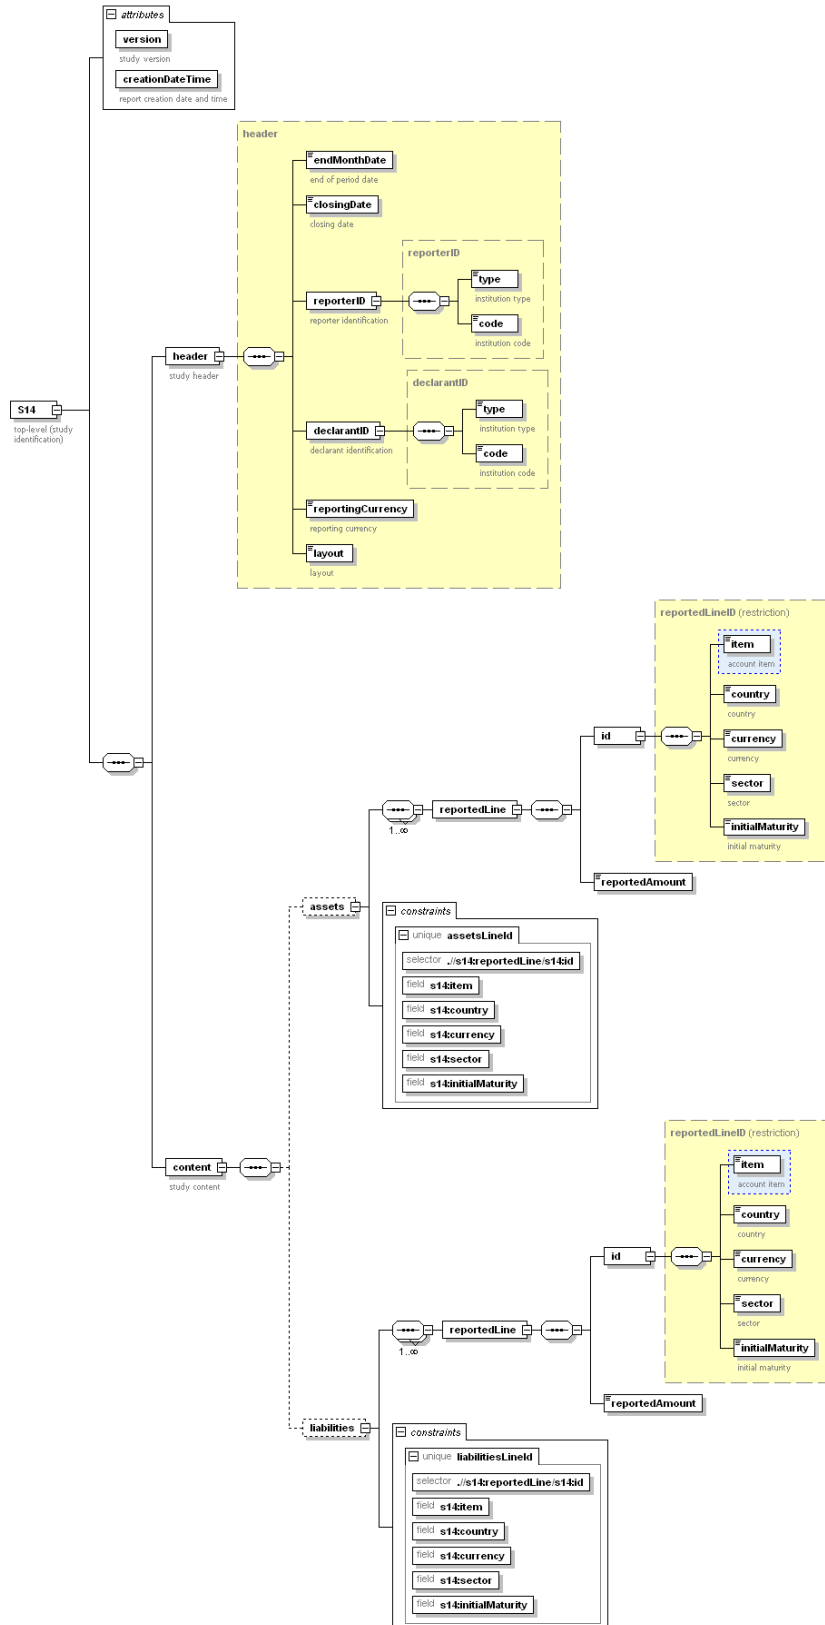 attributes
version
study version
creationDateTime
report creation date and time
header
endMonthDate
end of period date
closingDate
closing date
reporterID
type
institution type
reporterID
reporter identification
code
institution code
header
study header
declarantID
type
institution type
declarantID
declarant identification
code
institution code
S14
top-level (study
identification)
reportingCurrency
reporting currency
layout
layout
reportedLineID (restriction)
item
account item
country
country
id
currency
currency
sector
sector
reportedLine
1..∞
initialMaturity
initial maturity
reportedAmount
assets
constraints
unique assetsLineId
selector .//s14:reportedLine/s14:id
field s14:item
field s14:country
field s14:currency
field s14:sector
field s14:initialMaturity
content
study content
reportedLineID (restriction)
item
account item
country
country
id
currency
currency
sector
sector
reportedLine
1..∞
initialMaturity
initial maturity
reportedAmount
liabilities
constraints
unique liabilitiesLineId
selector .//s14:reportedLine/s14:id
field s14:item
field s14:country
field s14:currency
field s14:sector
field s14:initialMaturity